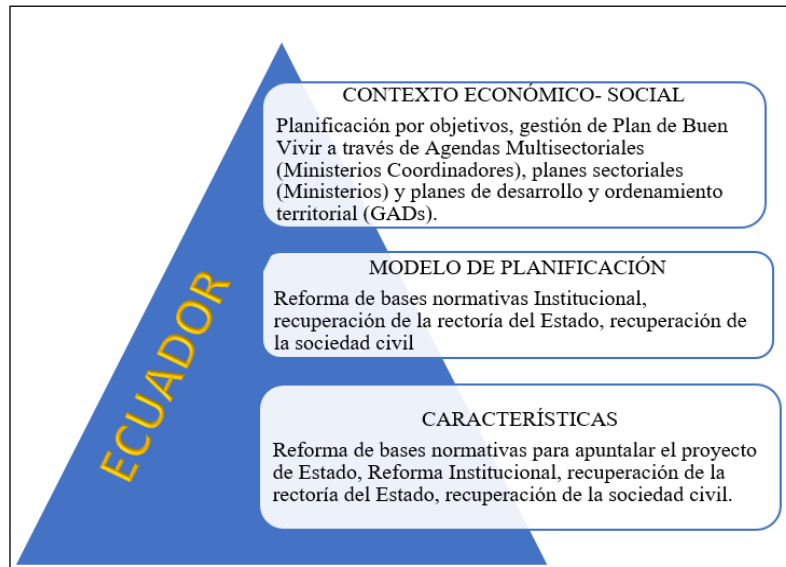 CONTEXTO ECONÓMICO- SOCIAL
Planificación por objetivos, gestión de Plan de Buen
Vivir a través de Agendas Multisectoriales
(Ministerios Coordinadores), planes sectoriales
(Ministerios) y planes de desarrollo y ordenamiento
territorial (GADs).
MODELO DE PLANIFICACIÓN
Reforma de bases normativas Institucional,
recuperación de la rectoría del Estado, recuperación de
la sociedad civil
ECUADOR
CARACTERÍSTICAS
Reforma de bases normativas para apuntalar el proyecto
de Estado, Reforma Institucional, recuperación de la
rectoría del Estado, recuperación de la sociedad civil.